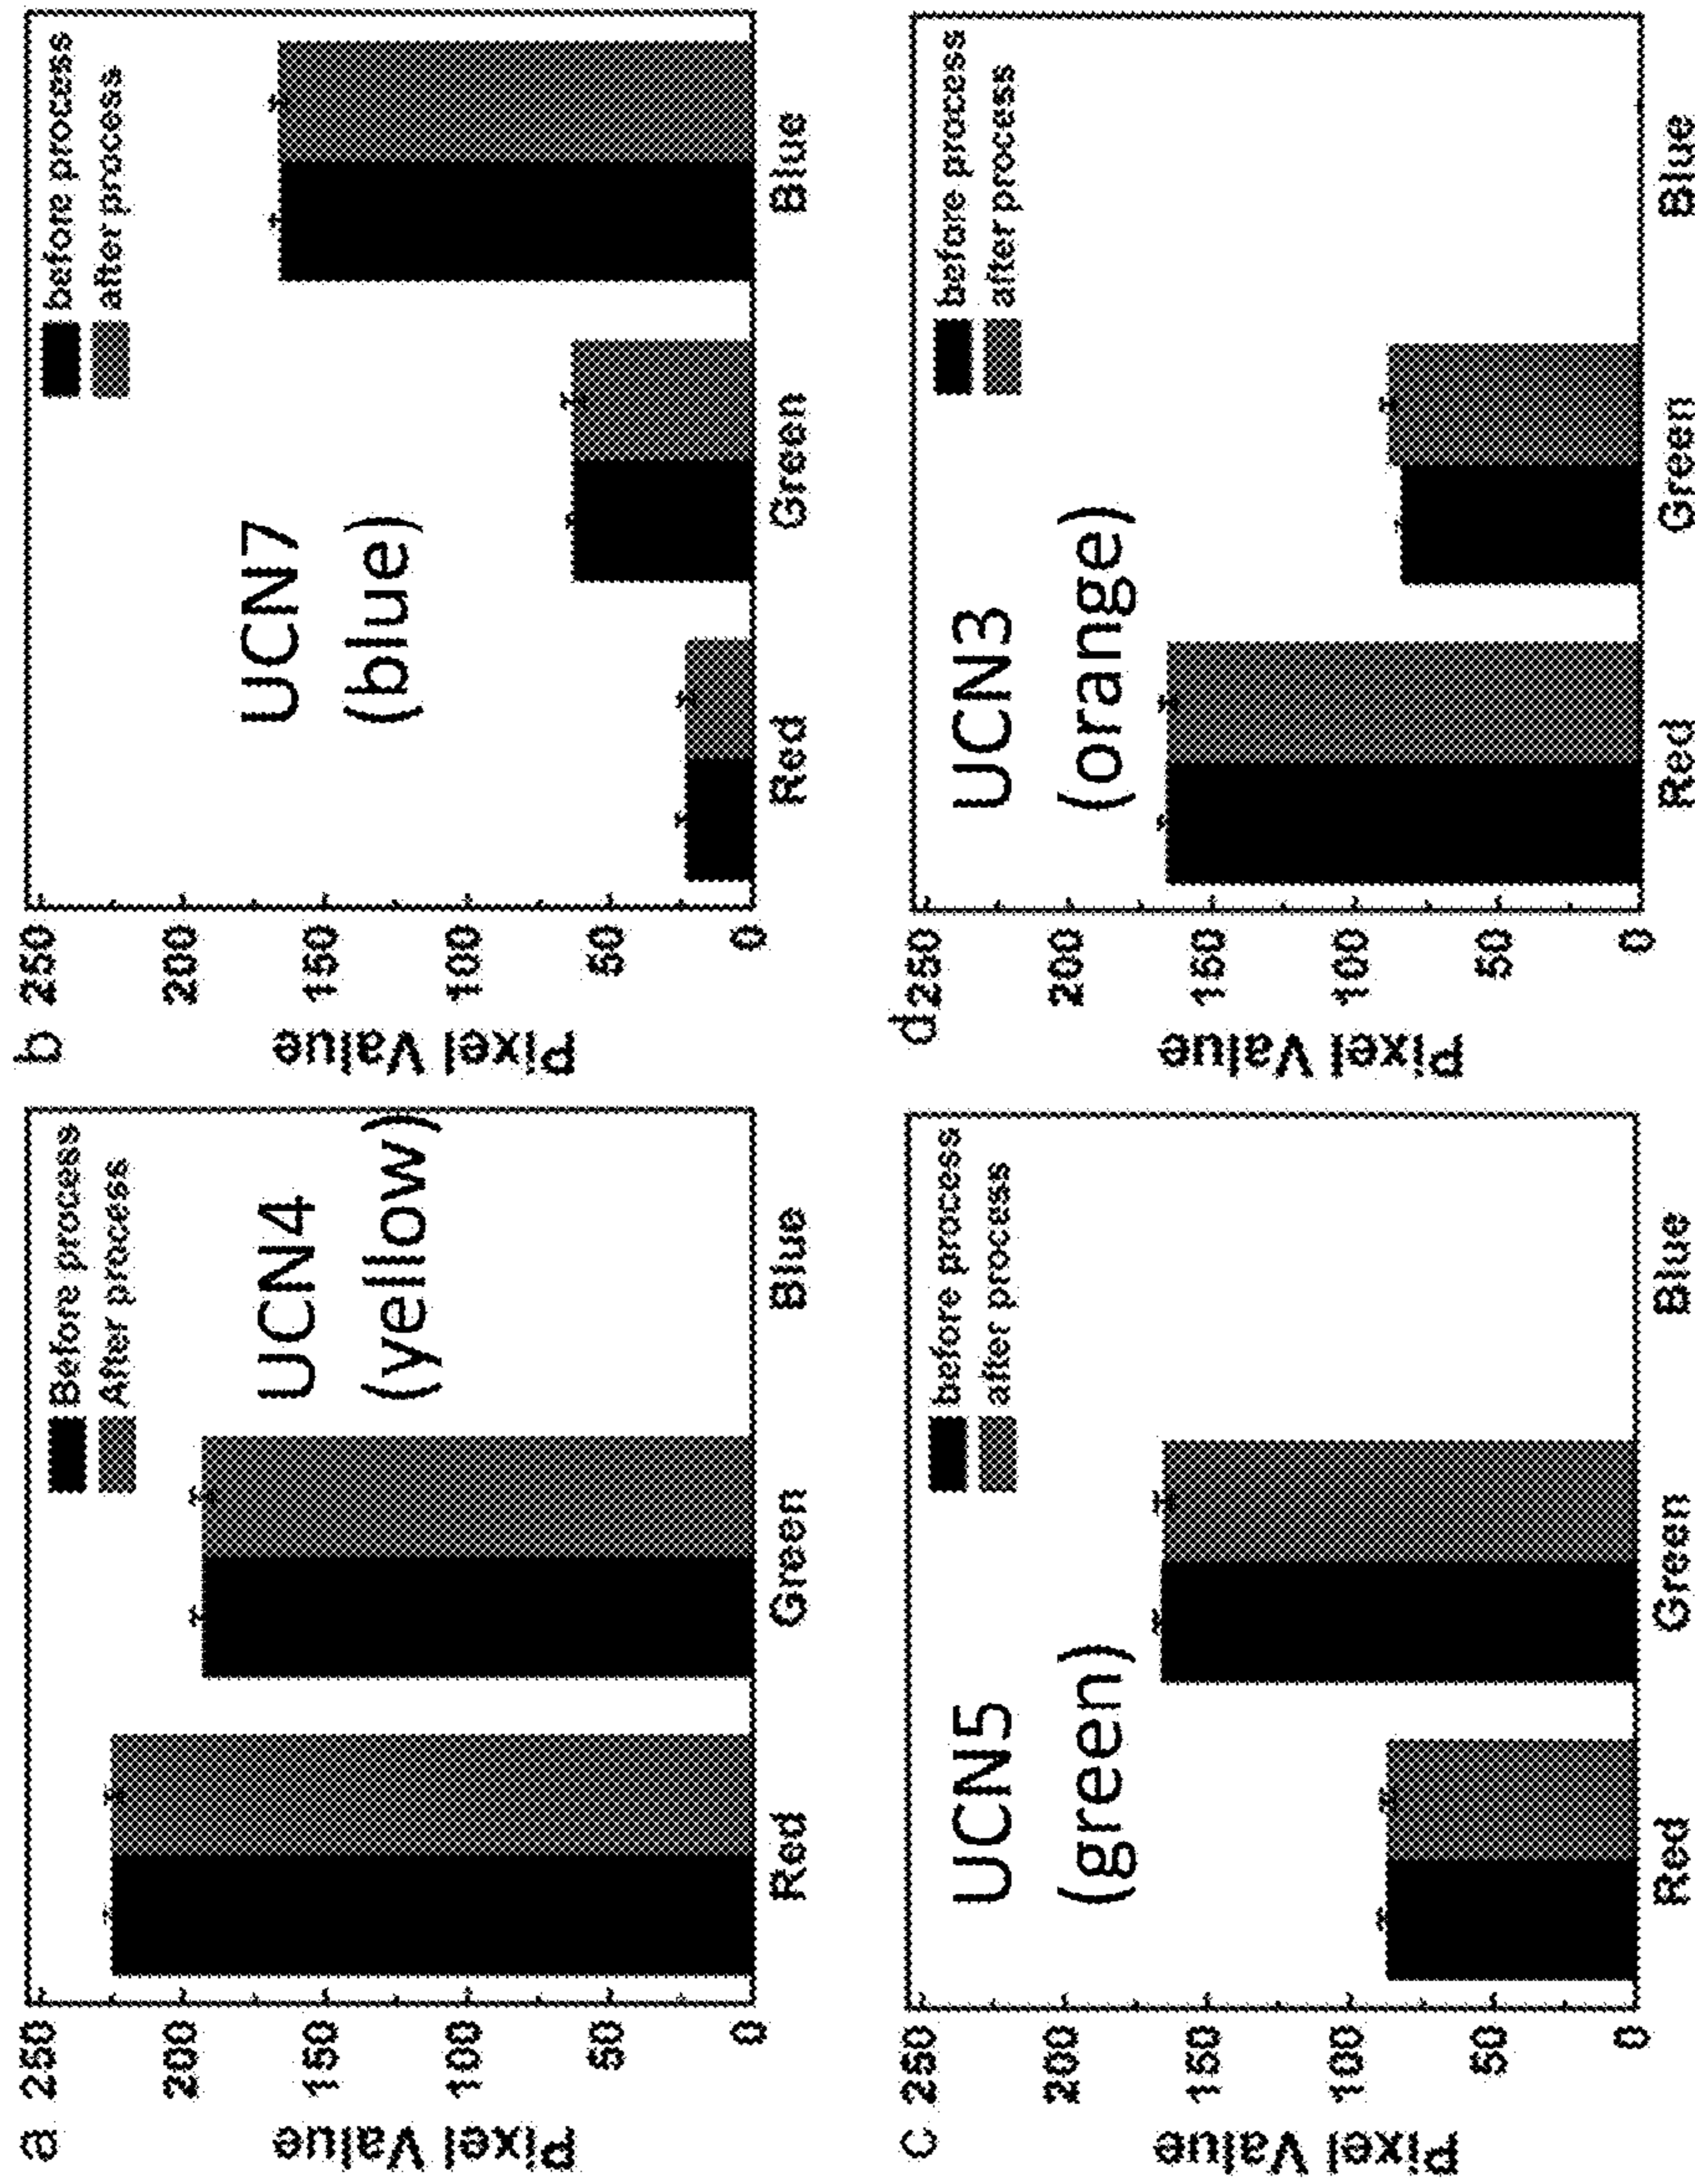 a
Pixel Value
250
200
150
100
50
0
Before process
After process
UCN4
(yellow)
Red Green Blue
b
Pixel Value
250
200
150
100
50
0
before process
after process
UCN7
(blue)
Red Green Blue
c
Pixel Value
250
200
150
100
50
0
before process
after process
UCN5
(green)
Red Green Blue
d
Pixel Value
250
200
150
100
50
0
before process
after process
UCN3
(orange)
Red Green Blue